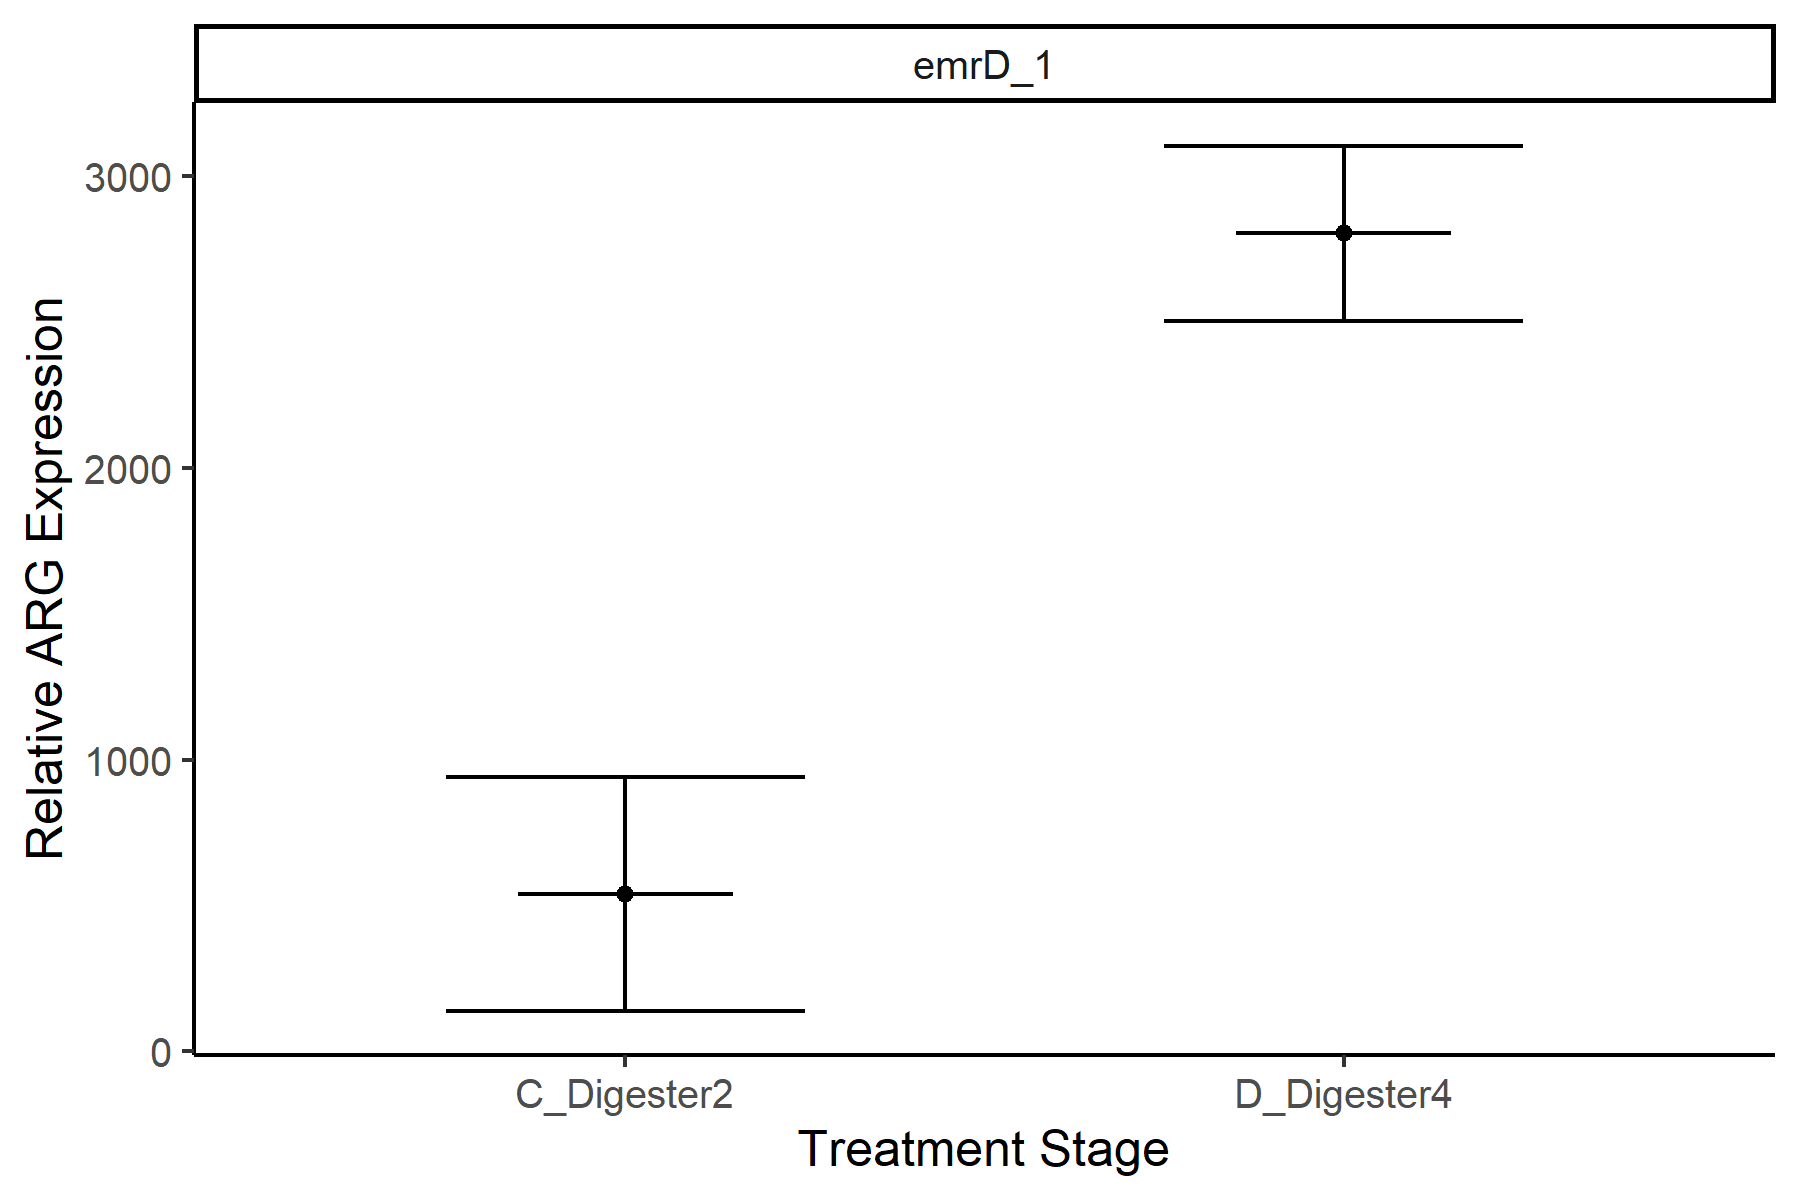 emrD_1
Relative ARG Expression
3000
2000
1000
0
C_Digester2
D_Digester4
Treatment Stage